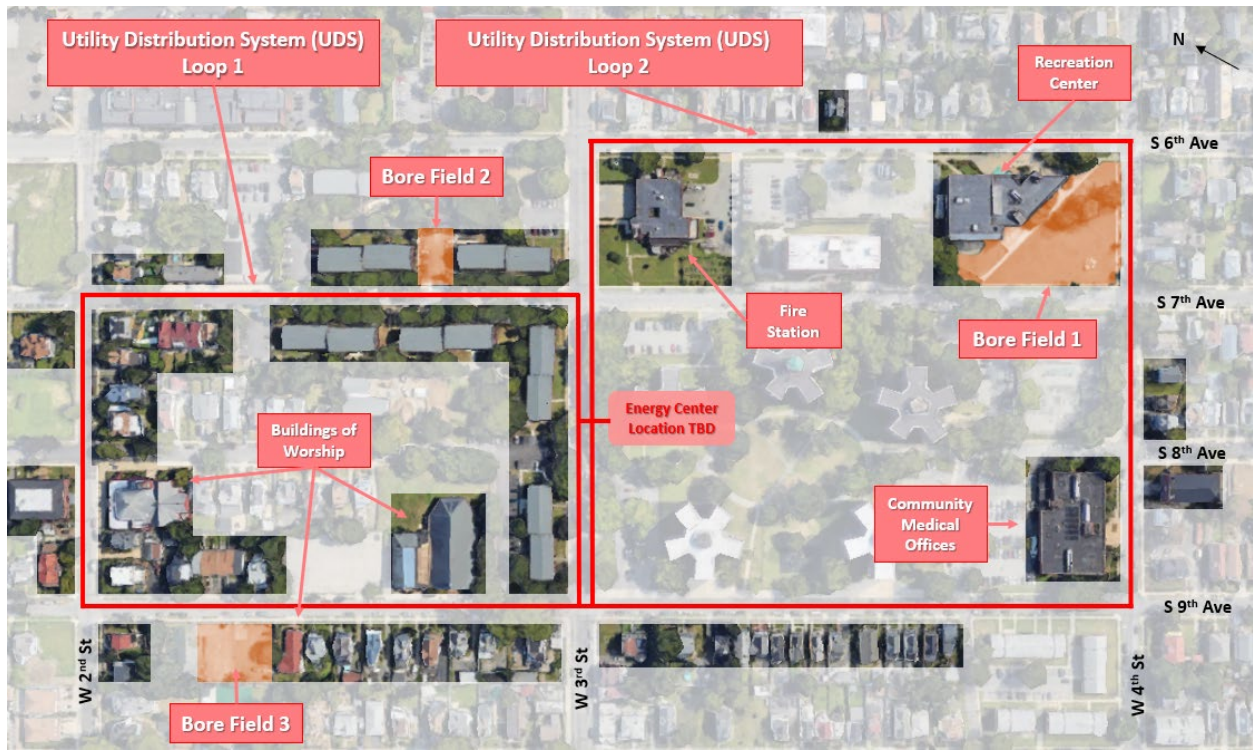 Utility Distribution System (UDS)
Loop 1
Utility Distribution System (UDS)
Loop 2
N
Recreation
Center
S 6th Ave
Bore Field 2
S 7th Ave
Fire
Station
Bore Field 1
Energy Center
Location TBD
Buildings of
Worship
S 8th Ave
Community
Medical
Offices
S 9th Ave
W 2nd St
W 3rd St
W 4th St
Bore Field 3